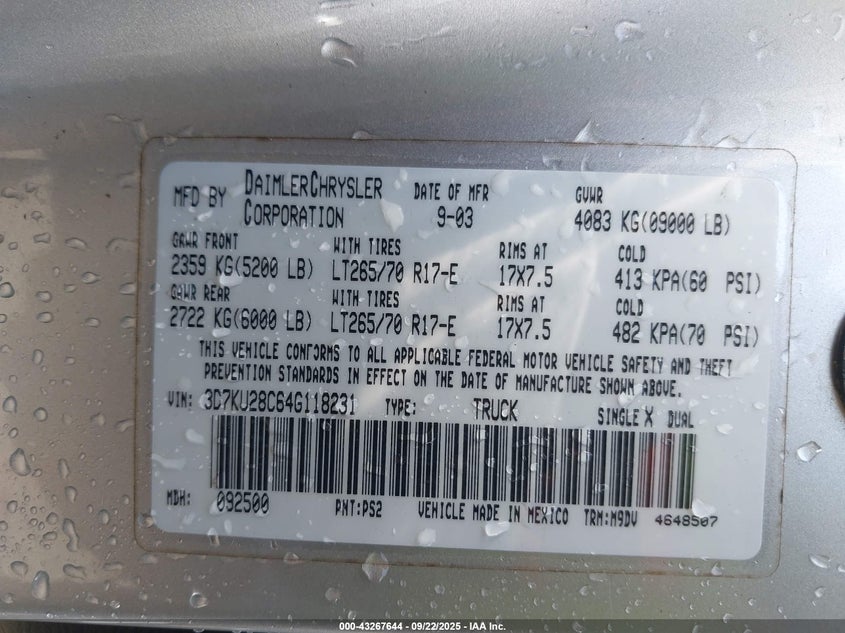 MFD BY DAIMLERCHRYSLER CORPORATION DATE OF MFR 9-03 GVWR 4083 KG(09000 LB)
GAWR FRONT WITH TIRES RIMS AT COLD
2359 KG(5200 LB) LT265/70 R17-E 17X7.5 413 KPA(60 PSI)
GAWR REAR WITH TIRES RIMS AT COLD
2722 KG(6000 LB) LT265/70 R17-E 17X7.5 482 KPA(70 PSI)
THIS VEHICLE CONFORMS TO ALL APPLICABLE FEDERAL MOTOR VEHICLE SAFETY AND THEFT
PREVENTION STANDARDS IN EFFECT ON THE DATE OF MANUFACTURE SHOWN ABOVE.
VIN: 3D7KU28C64G118231 TYPE: TRUCK SINGLE X DUAL
MDH: 092500 PNT:PS2 VEHICLE MADE IN MEXICO TRM:M9DV 4648507
000-43267644 - 09/22/2025 - IAA Inc.